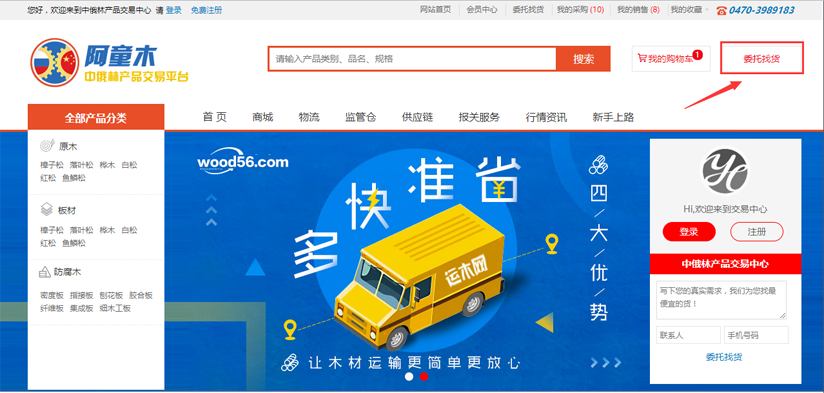 您好，欢迎来到中俄林产品交易中心 请 登录 免费注册
网站首页 会员中心 委托找货 我的采购 (10) 我的销售 (8) 我的收藏 0470-3989183
阿童木
中俄林产品交易平台
请输入产品类别、品名、规格
搜索
我的购物车 1
委托找货
全部产品分类
首 页 商城 物流 监管仓 供应链 报关服务 行情资讯 新手上路
原木
樟子松 落叶松 桦木 白松
红松 鱼鳞松
板材
樟子松 落叶松 桦木 白松
红松 鱼鳞松
防腐木
密度板 指接板 刨花板 胶合板
纤维板 集成板 细木工板
wood56.com
多快准省
运木网
让木材运输更简单更放心
四/大/优/势
Hi,欢迎来到交易中心
登录 注册
中俄林产品交易中心
写下您的真实需求，我们为您找最
便宜的货！
联系人 手机号码
委托找货